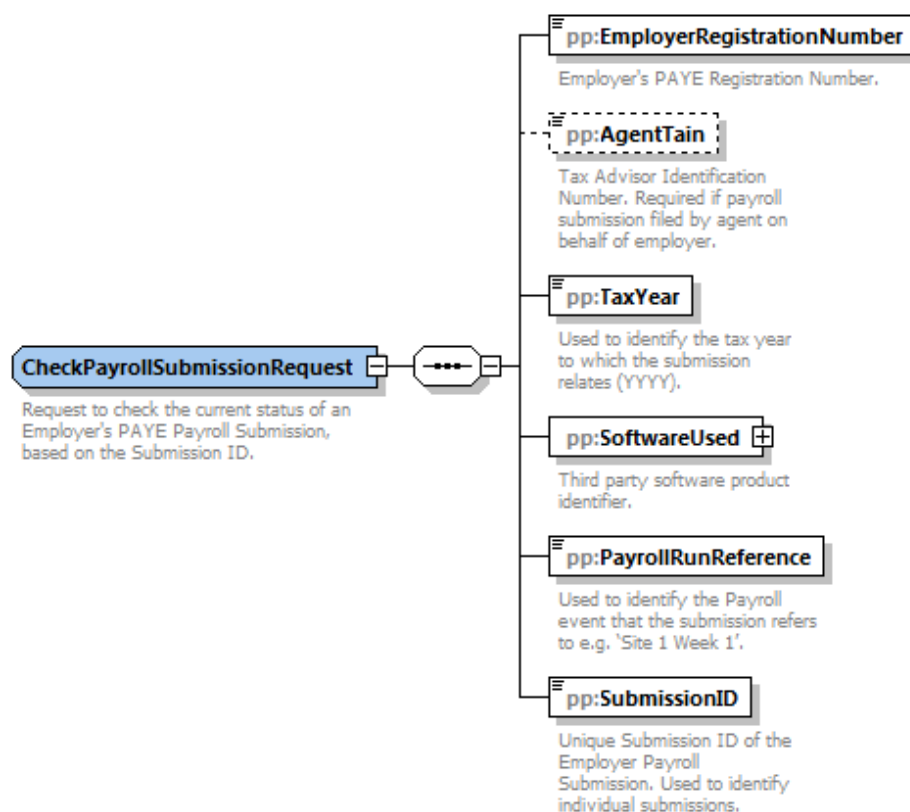 pp:EmployerRegistrationNumber
Employer's PAYE Registration Number.
pp:AgentTain
Tax Advisor Identification
Number. Required if payroll
submission filed by agent on
behalf of employer.
pp:TaxYear
Used to identify the tax year
to which the submission
relates (YYYY).
CheckPayrollSubmissionRequest
Request to check the current status of an
Employer's PAYE Payroll Submission,
based on the Submission ID.
pp:SoftwareUsed
Third party software product
identifier.
pp:PayrollRunReference
Used to identify the Payroll
event that the submission refers
to e.g. ‘Site 1 Week 1’.
pp:SubmissionID
Unique Submission ID of the
Employer Payroll
Submission. Used to identify
individual submissions.